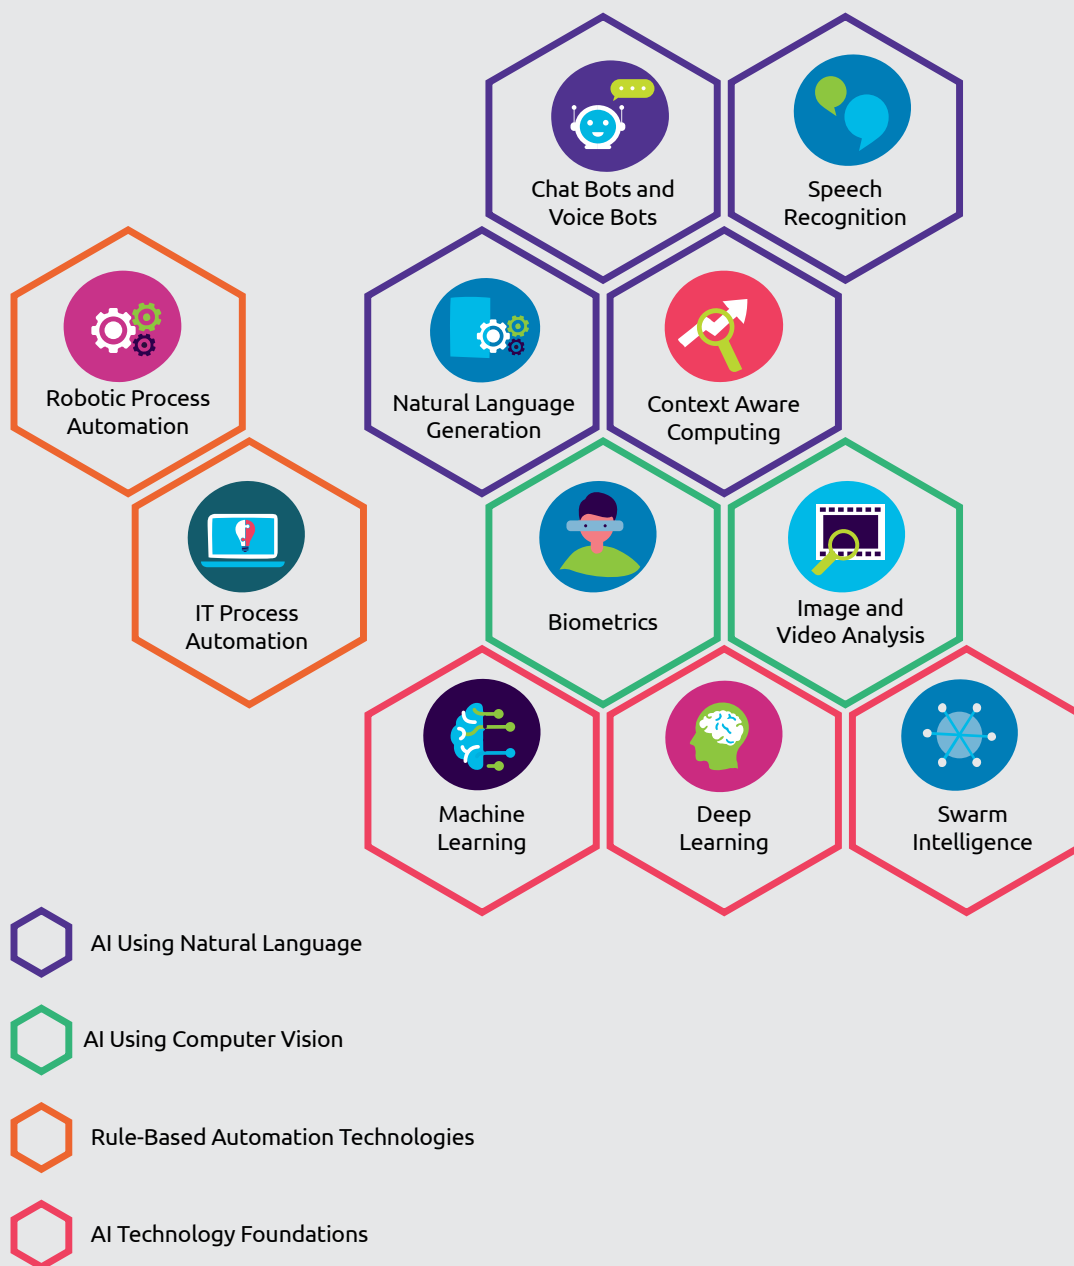 Chat Bots and
Voice Bots
Speech
Recognition
Robotic Process
Automation
Natural Language
Generation
Context Aware
Computing
IT Process
Automation
Biometrics
Image and
Video Analysis
Machine
Learning
Deep
Learning
Swarm
Intelligence
AI Using Natural Language
AI Using Computer Vision
Rule-Based Automation Technologies
AI Technology Foundations